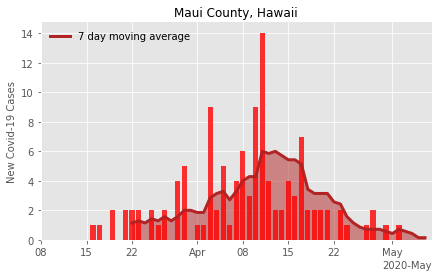 Maui County, Hawaii
7 day moving average
New Covid-19 Cases
14
12
10
8
6
4
2
0
08 15 22 Apr 08 15 22 May
2020-May